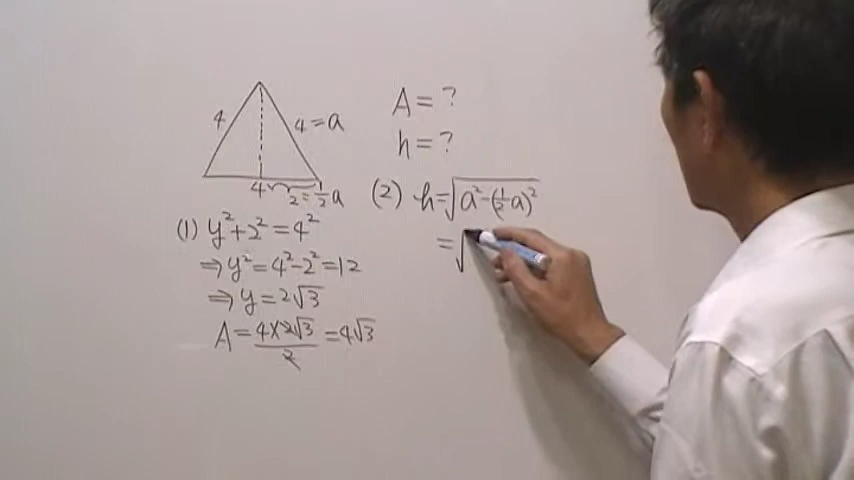 4
4=a
4
2=½a
(1) y²+2²=4²
⇒y²=4²-2²=12
⇒y=2√3
A=4×2√3/2=4√3
A=?
h=?
(2) h=√a²-(½a)²
=√